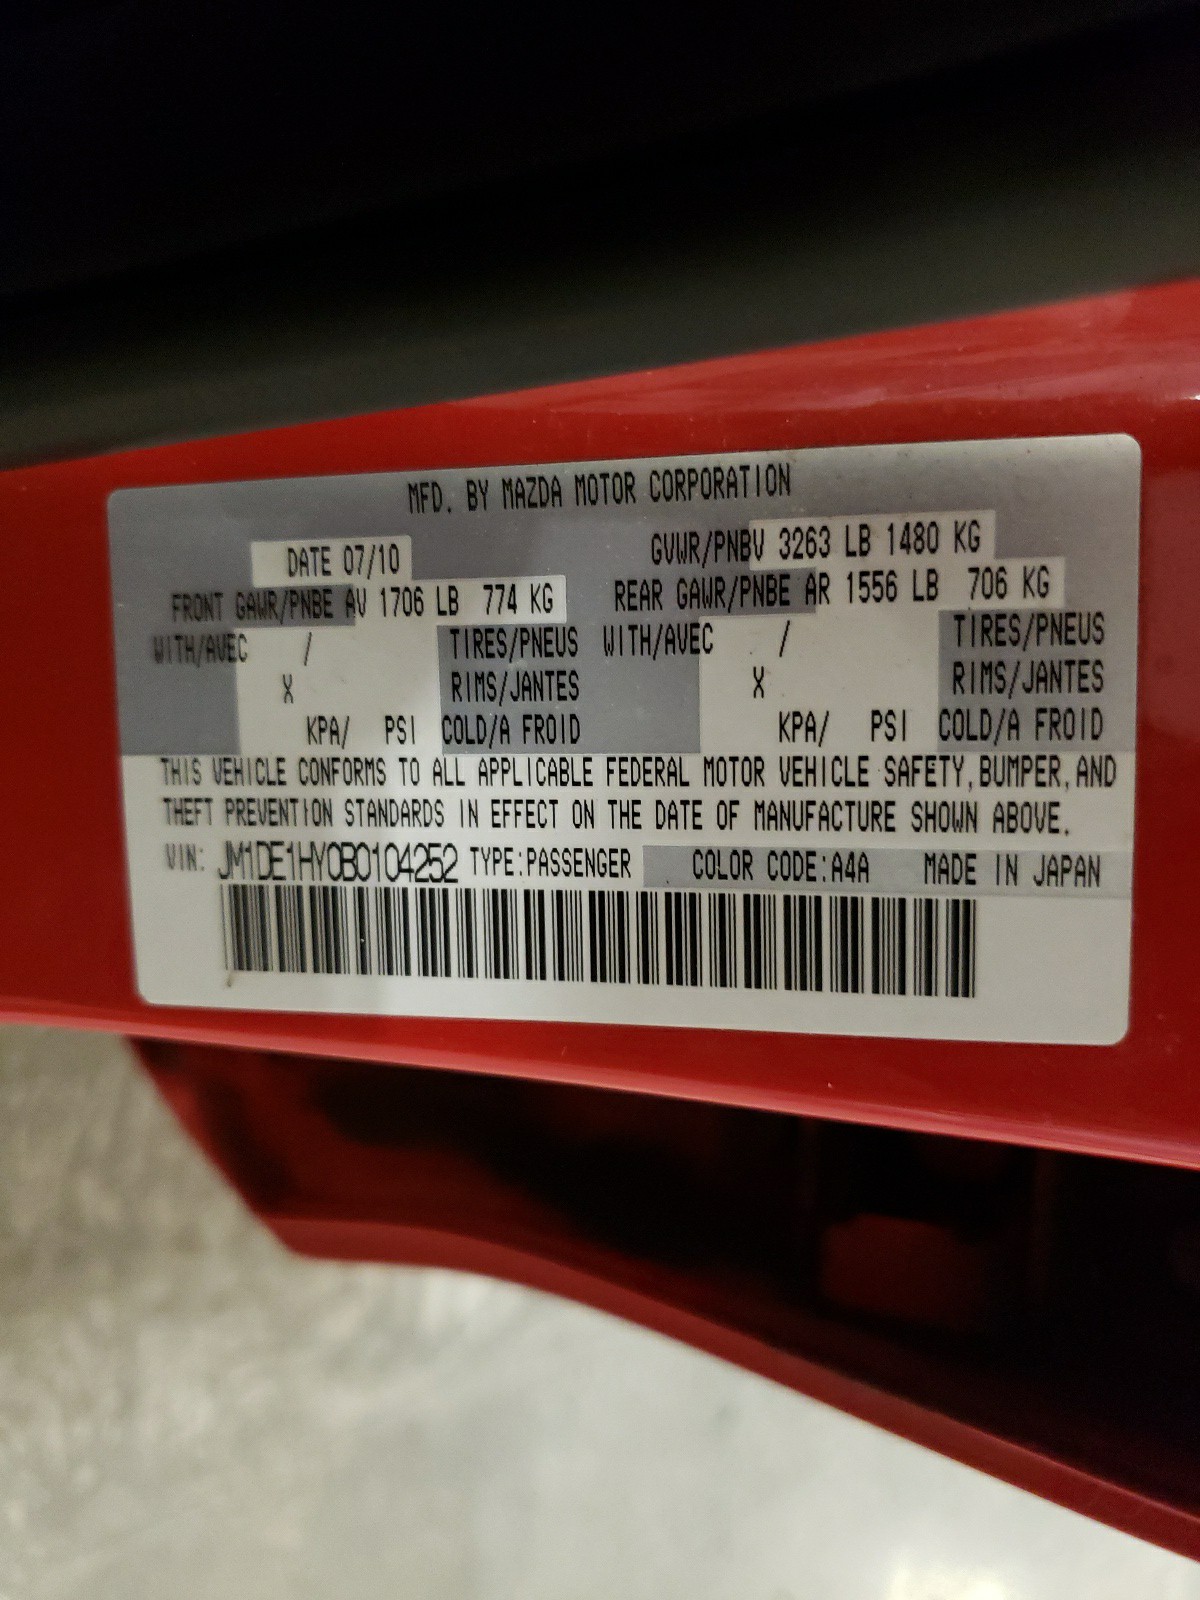 MFD. BY MAZDA MOTOR CORPORATION
DATE 07/10 GVWR/PNBV 3263 LB 1480 KG
FRONT GAWR/PNBE AV 1706 LB 774 KG REAR GAWR/PNBE AR 1556 LB 706 KG
WITH/AVEC / TIRES/PNEUS WITH/AVEC / TIRES/PNEUS
X RIMS/JANTES X RIMS/JANTES
KPA/ PSI COLD/A FROID KPA/ PSI COLD/A FROID
THIS VEHICLE CONFORMS TO ALL APPLICABLE FEDERAL MOTOR VEHICLE SAFETY, BUMPER, AND
THEFT PREVENTION STANDARDS IN EFFECT ON THE DATE OF MANUFACTURE SHOWN ABOVE.
VIN: JM1DE1HY0B0104252 TYPE:PASSENGER COLOR CODE:A4A MADE IN JAPAN